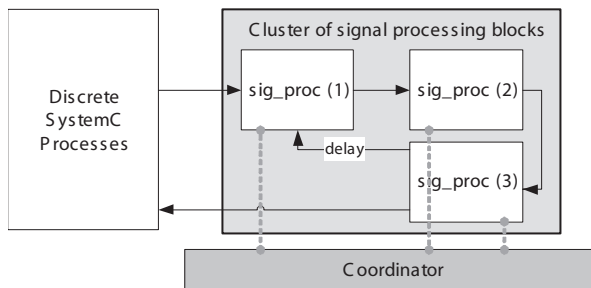 Cluster of signal processing blocks
Discrete
SystemC
Processes
sig_proc (1)
sig_proc (2)
delay
sig_proc (3)
Coordinator